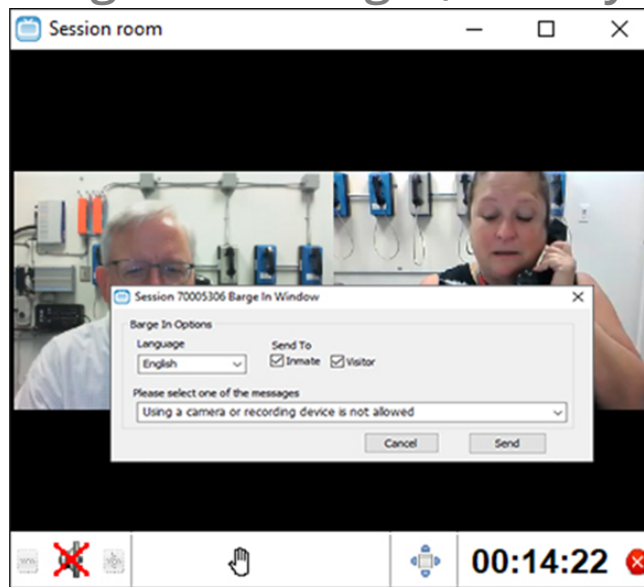 Session room
Session 70005306 Barge In Window
Barge In Options
Language
Send To
English
Inmate
Visitor
Please select one of the messages
Using a camera or recording device is not allowed
Cancel
Send
00:14:22